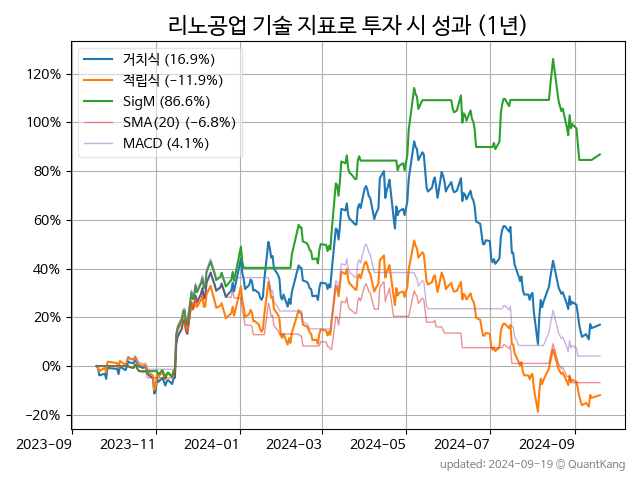 리노공업 기술 지표로 투자 시 성과 (1년)
거치식 (16.9%)
적립식 (−11.9%)
SigM (86.6%)
SMA(20) (−6.8%)
MACD (4.1%)
120%
100%
80%
60%
40%
20%
0%
−20%
2023-09 2023-11 2024-01 2024-03 2024-05 2024-07 2024-09
updated: 2024-09-19 © QuantKang